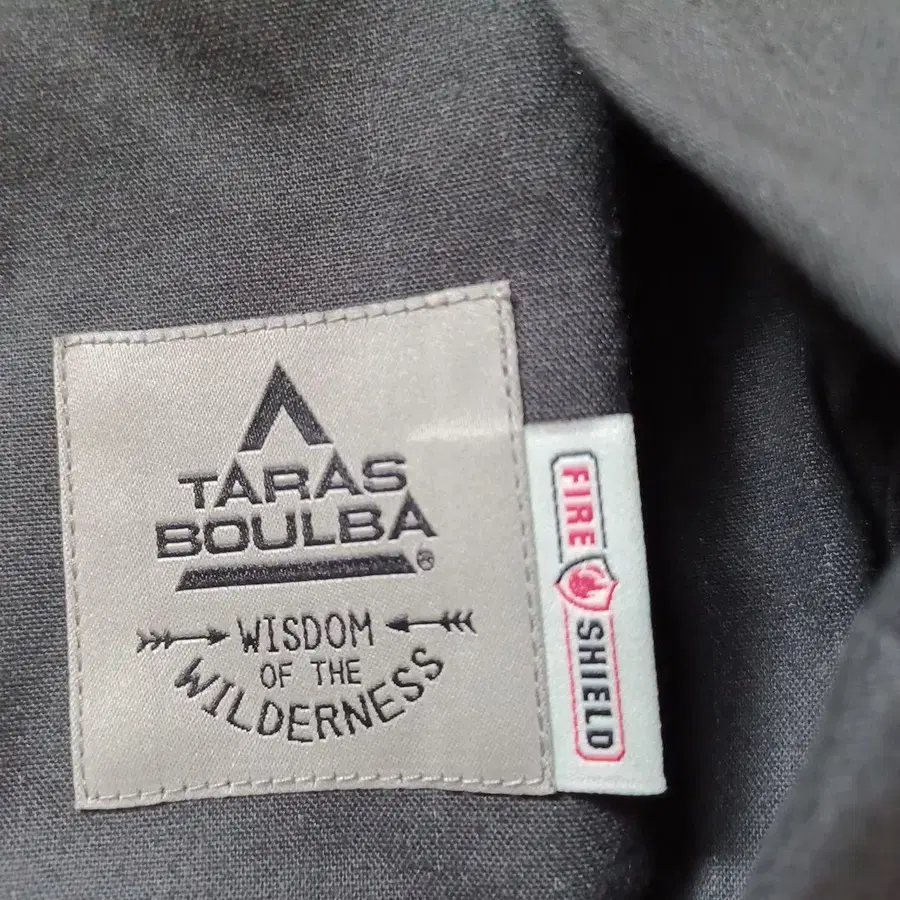 TARAS
BOULBA
®
WISDOM
OF THE
WILDERNESS
FIRE SHIELD